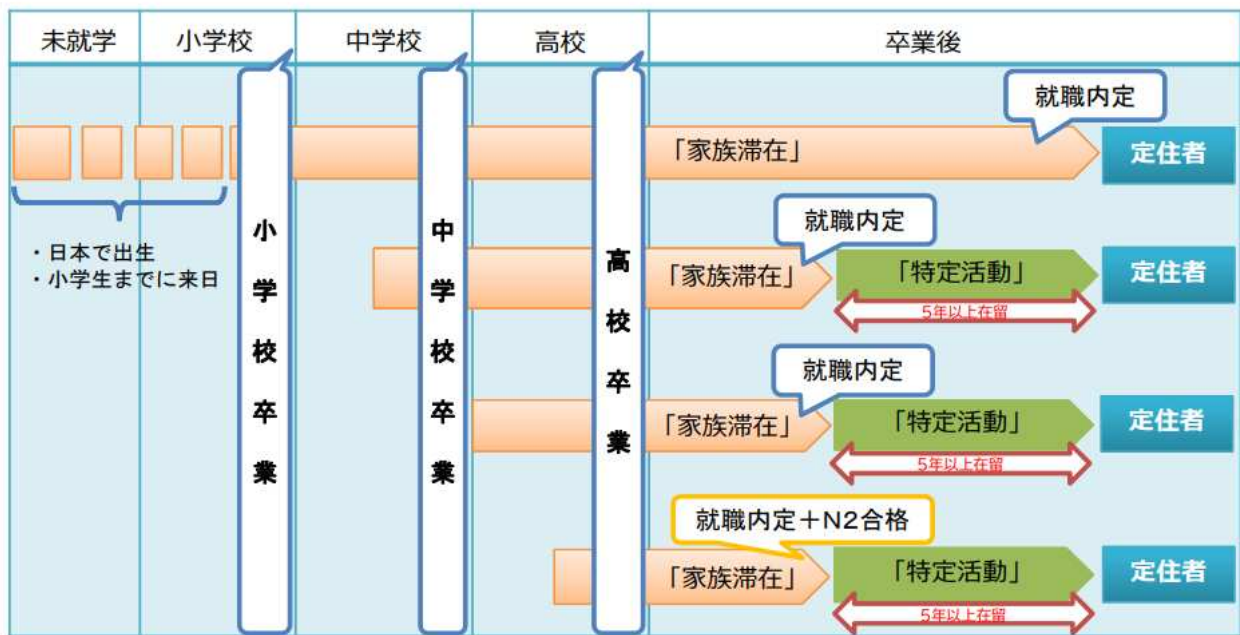 未就学
小学校
中学校
高校
卒業後
就職内定
「家族滞在」
定住者
・日本で出生
・小学生までに来日
小学校卒業
中学校卒業
高校卒業
就職内定
「家族滞在」
「特定活動」
5年以上在留
定住者
就職内定
「家族滞在」
「特定活動」
5年以上在留
定住者
就職内定＋N2合格
「家族滞在」
「特定活動」
5年以上在留
定住者